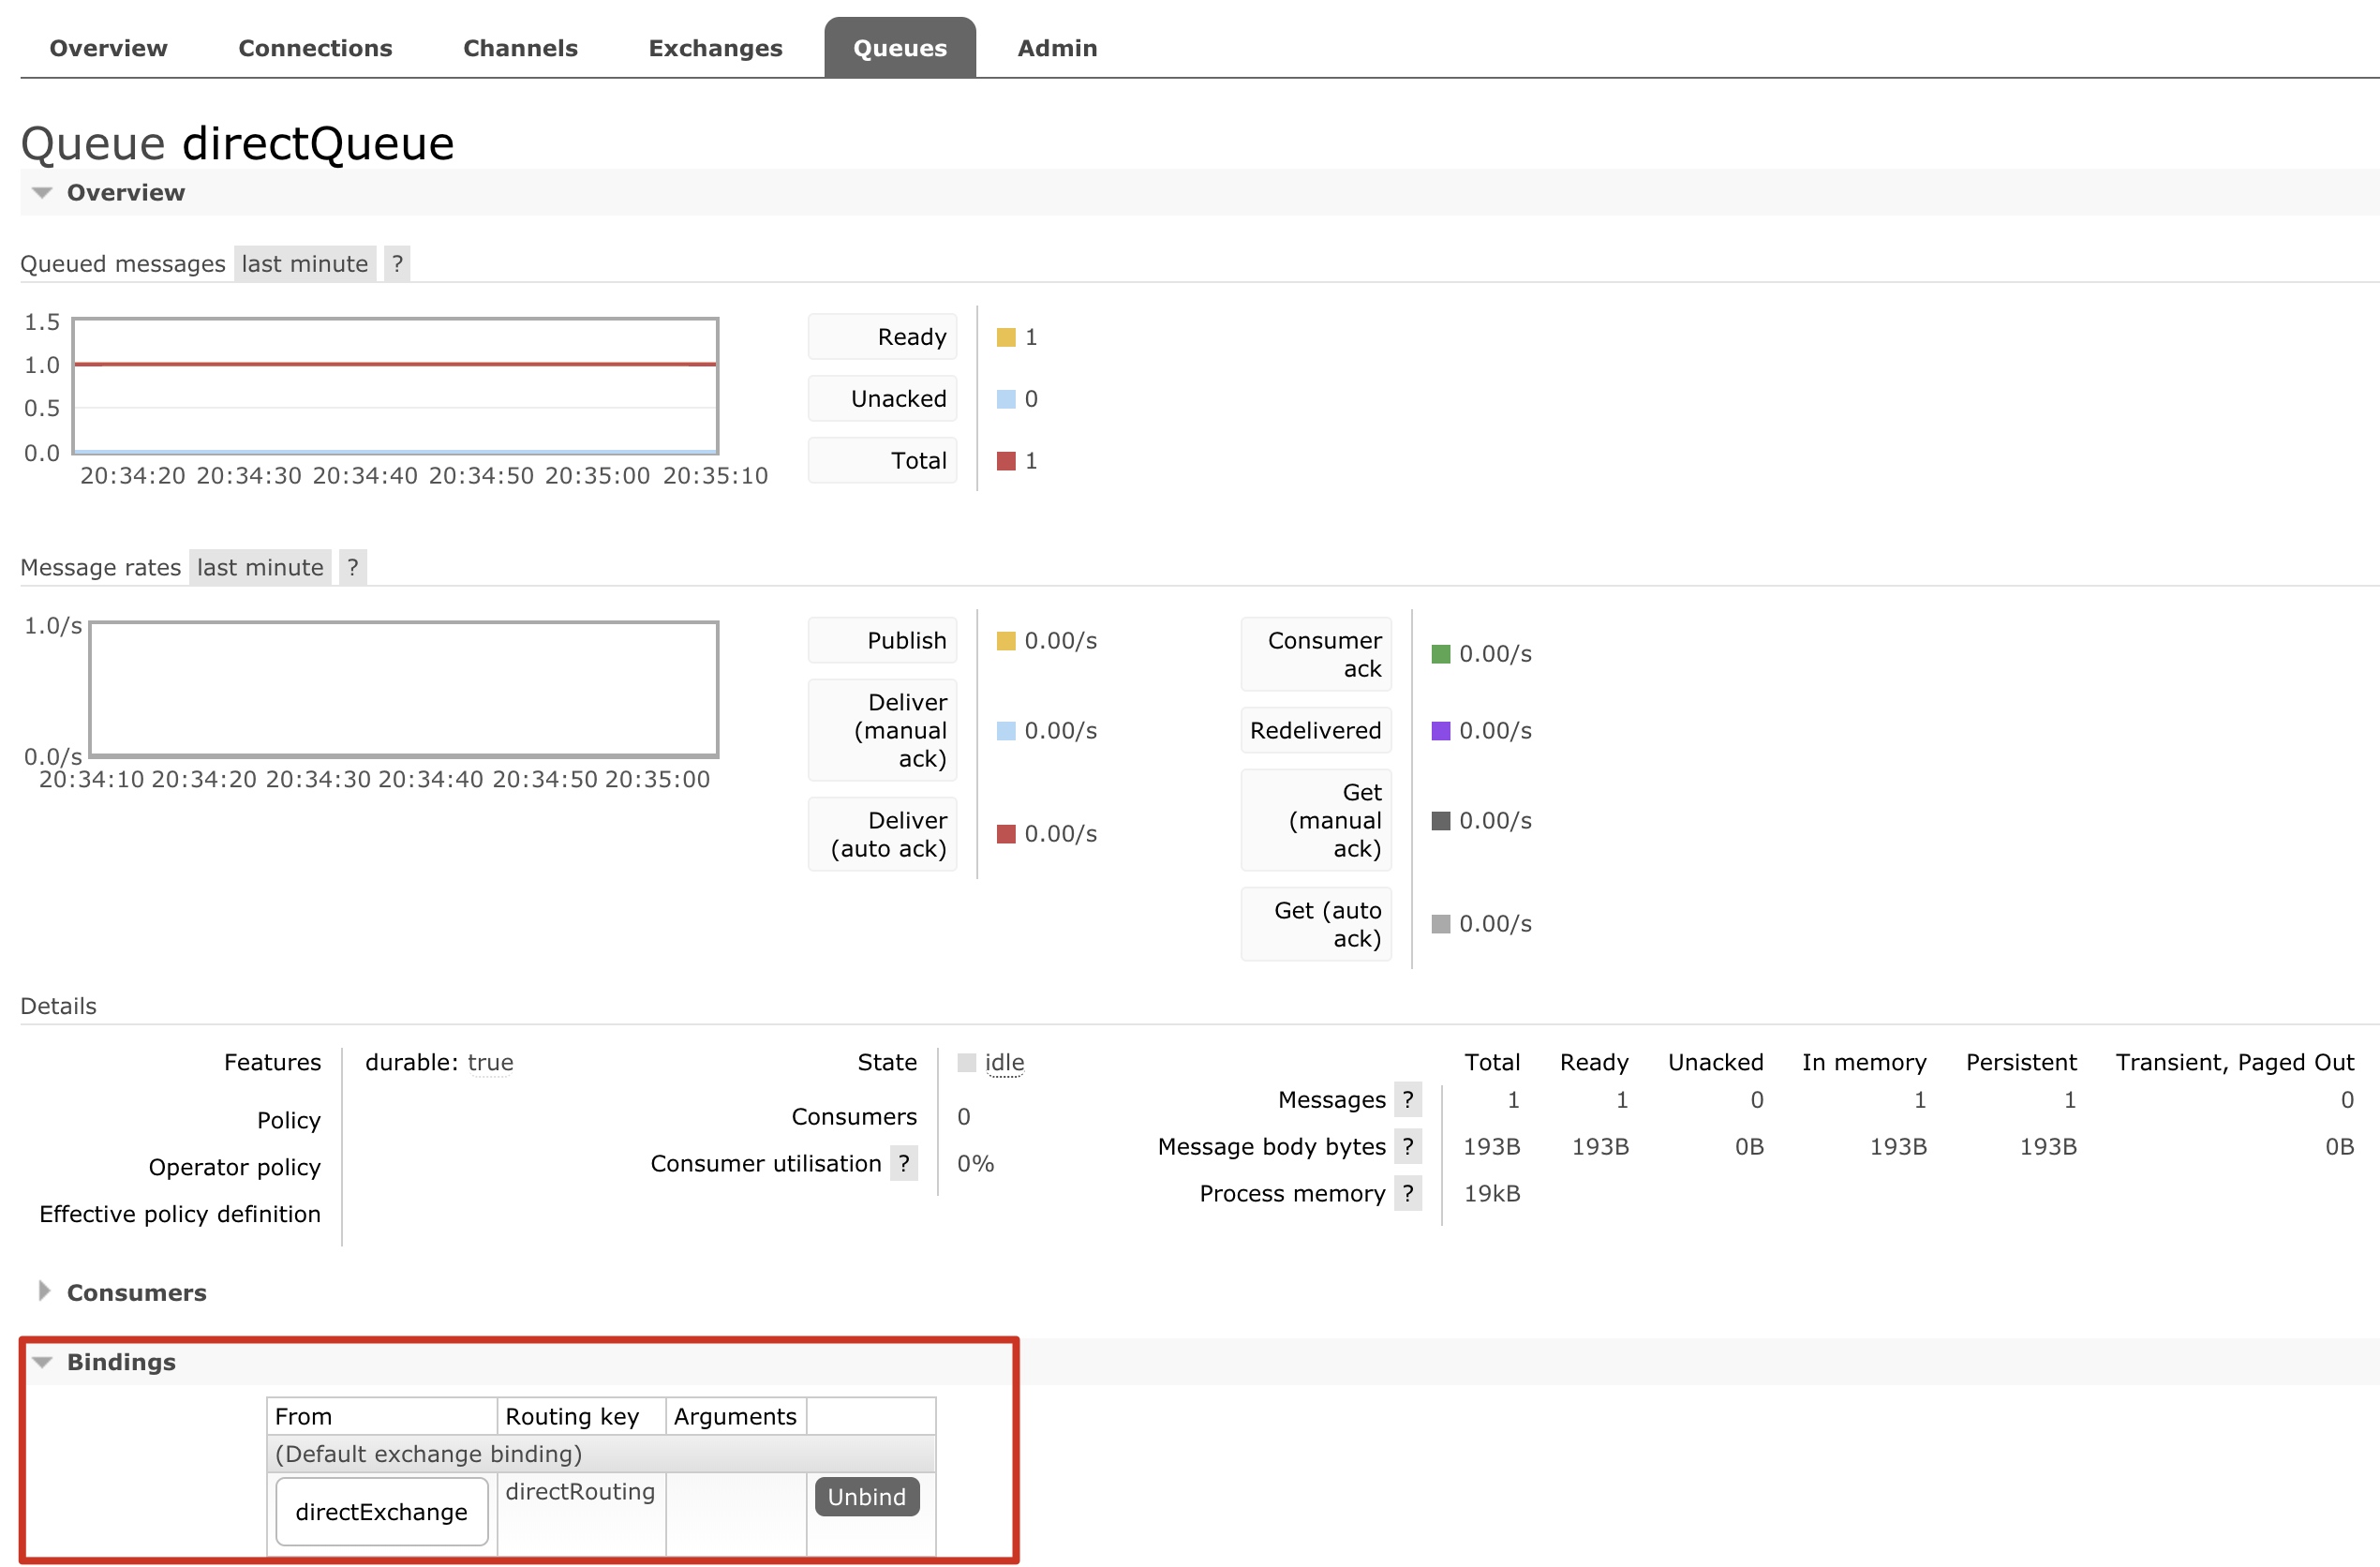 Overview Connections Channels Exchanges Queues Admin
Queue directQueue
Overview
Queued messages last minute ?
1.5
1.0
0.5
0.0
20:34:20 20:34:30 20:34:40 20:34:50 20:35:00 20:35:10
Ready 1
Unacked 0
Total 1
Message rates last minute ?
1.0/s
0.0/s
20:34:10 20:34:20 20:34:30 20:34:40 20:34:50 20:35:00
Publish 0.00/s
Deliver
(manual 0.00/s
ack)
Deliver
(auto ack) 0.00/s
Consumer
ack 0.00/s
Redelivered 0.00/s
Get
(manual 0.00/s
ack)
Get (auto
ack) 0.00/s
Details
Features durable: true
Policy
Operator policy
Effective policy definition
State idle
Consumers 0
Consumer utilisation ? 0%
Total Ready Unacked In memory Persistent Transient, Paged Out
Messages ? 1 1 0 1 1 0
Message body bytes ? 193B 193B 0B 193B 193B 0B
Process memory ? 19kB
Consumers
Bindings
From Routing key Arguments
(Default exchange binding)
directExchange directRouting Unbind